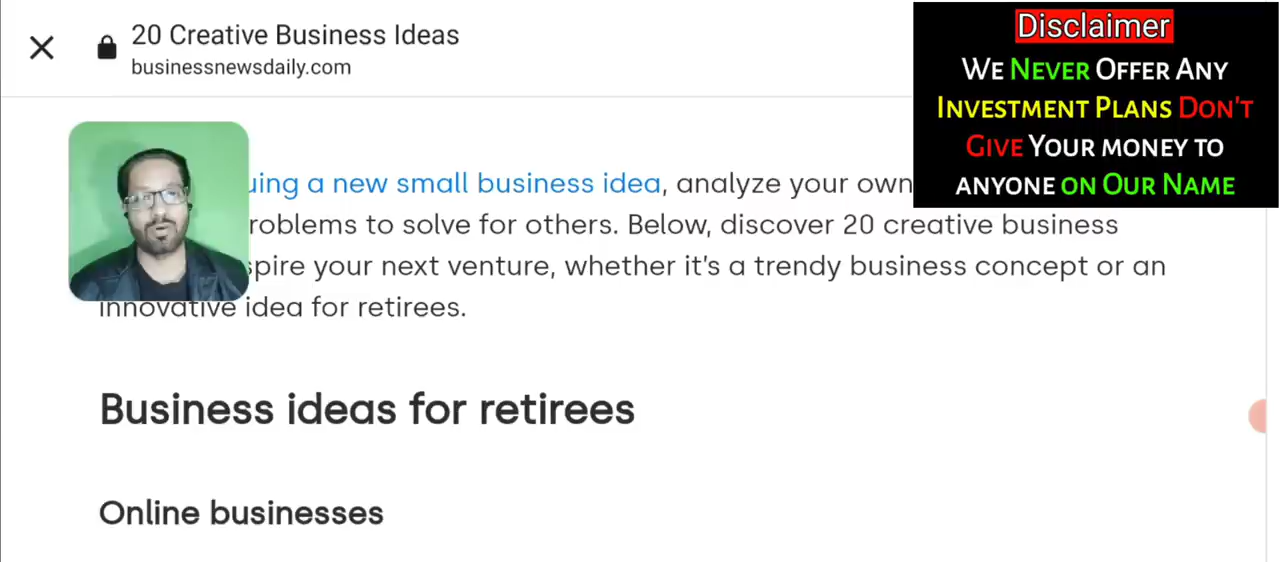 20 Creative Business Ideas
businessnewsdaily.com
Disclaimer
We Never Offer Any
Investment Plans Don't
Give Your money to
anyone on Our Name
a new small business idea, analyze your own
to solve for others. Below, discover 20 creative business
your next venture, whether it's a trendy business concept or an
innovative idea for retirees.
Business ideas for retirees
Online businesses